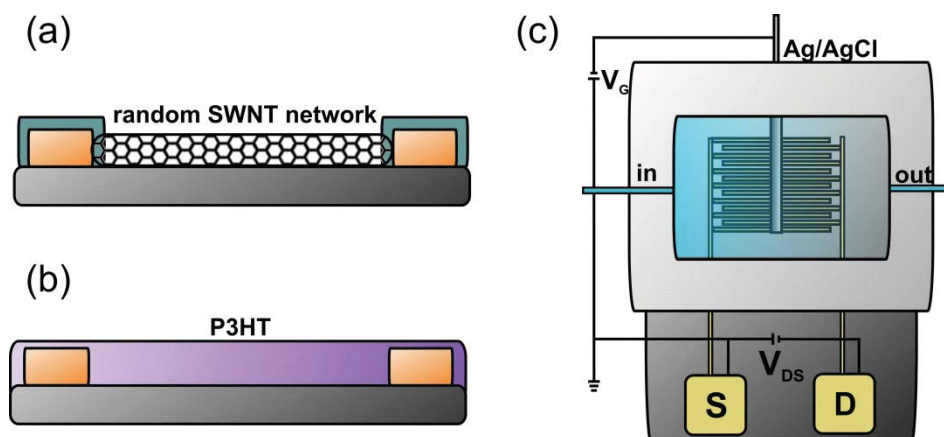 (a)
random SWNT network
(b)
P3HT
(c)
Ag/AgCl
VG
in
out
VDS
S
D